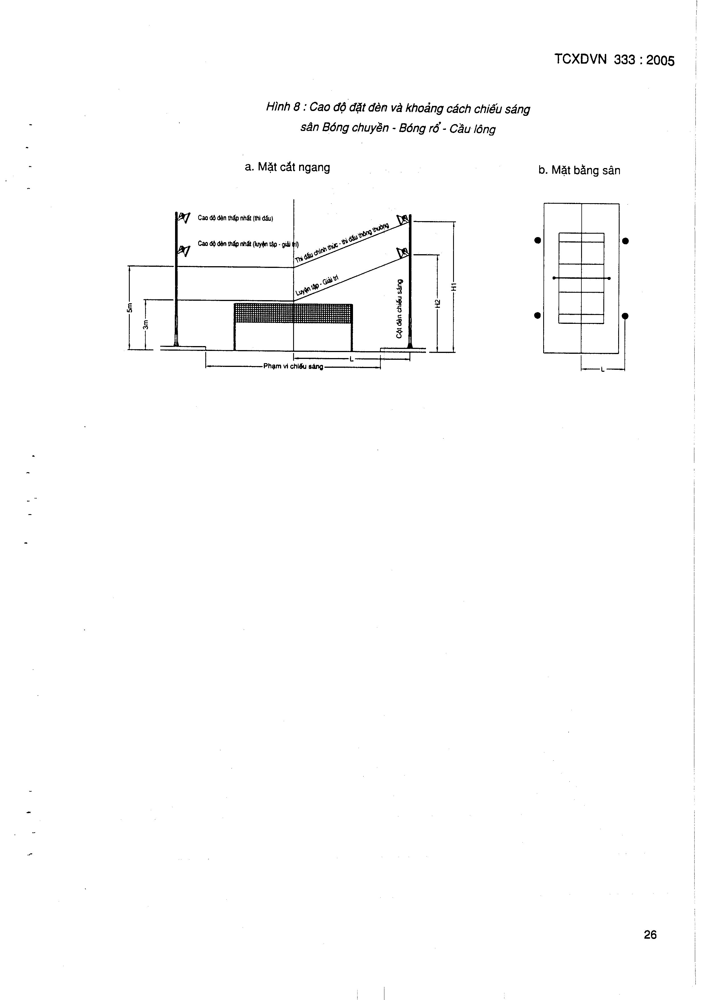 TCXDVN 333 : 2005
Hình 8 : Cao độ đặt đèn và khoảng cách chiếu sáng
sân Bóng chuyền - Bóng rổ - Cầu lông
a. Mặt cắt ngang
b. Mặt bằng sân
Cao độ đèn thấp nhất (thi đấu)
Cao độ đèn thấp nhất (luyện tâp - giải trí)
Thi đấu chính thức - thi đấu thông thường
Luyện tập - Giải trí
Cột đèn chiếu sáng
5m
3m
H2
H1
L
Phạm vi chiếu sáng
L
26